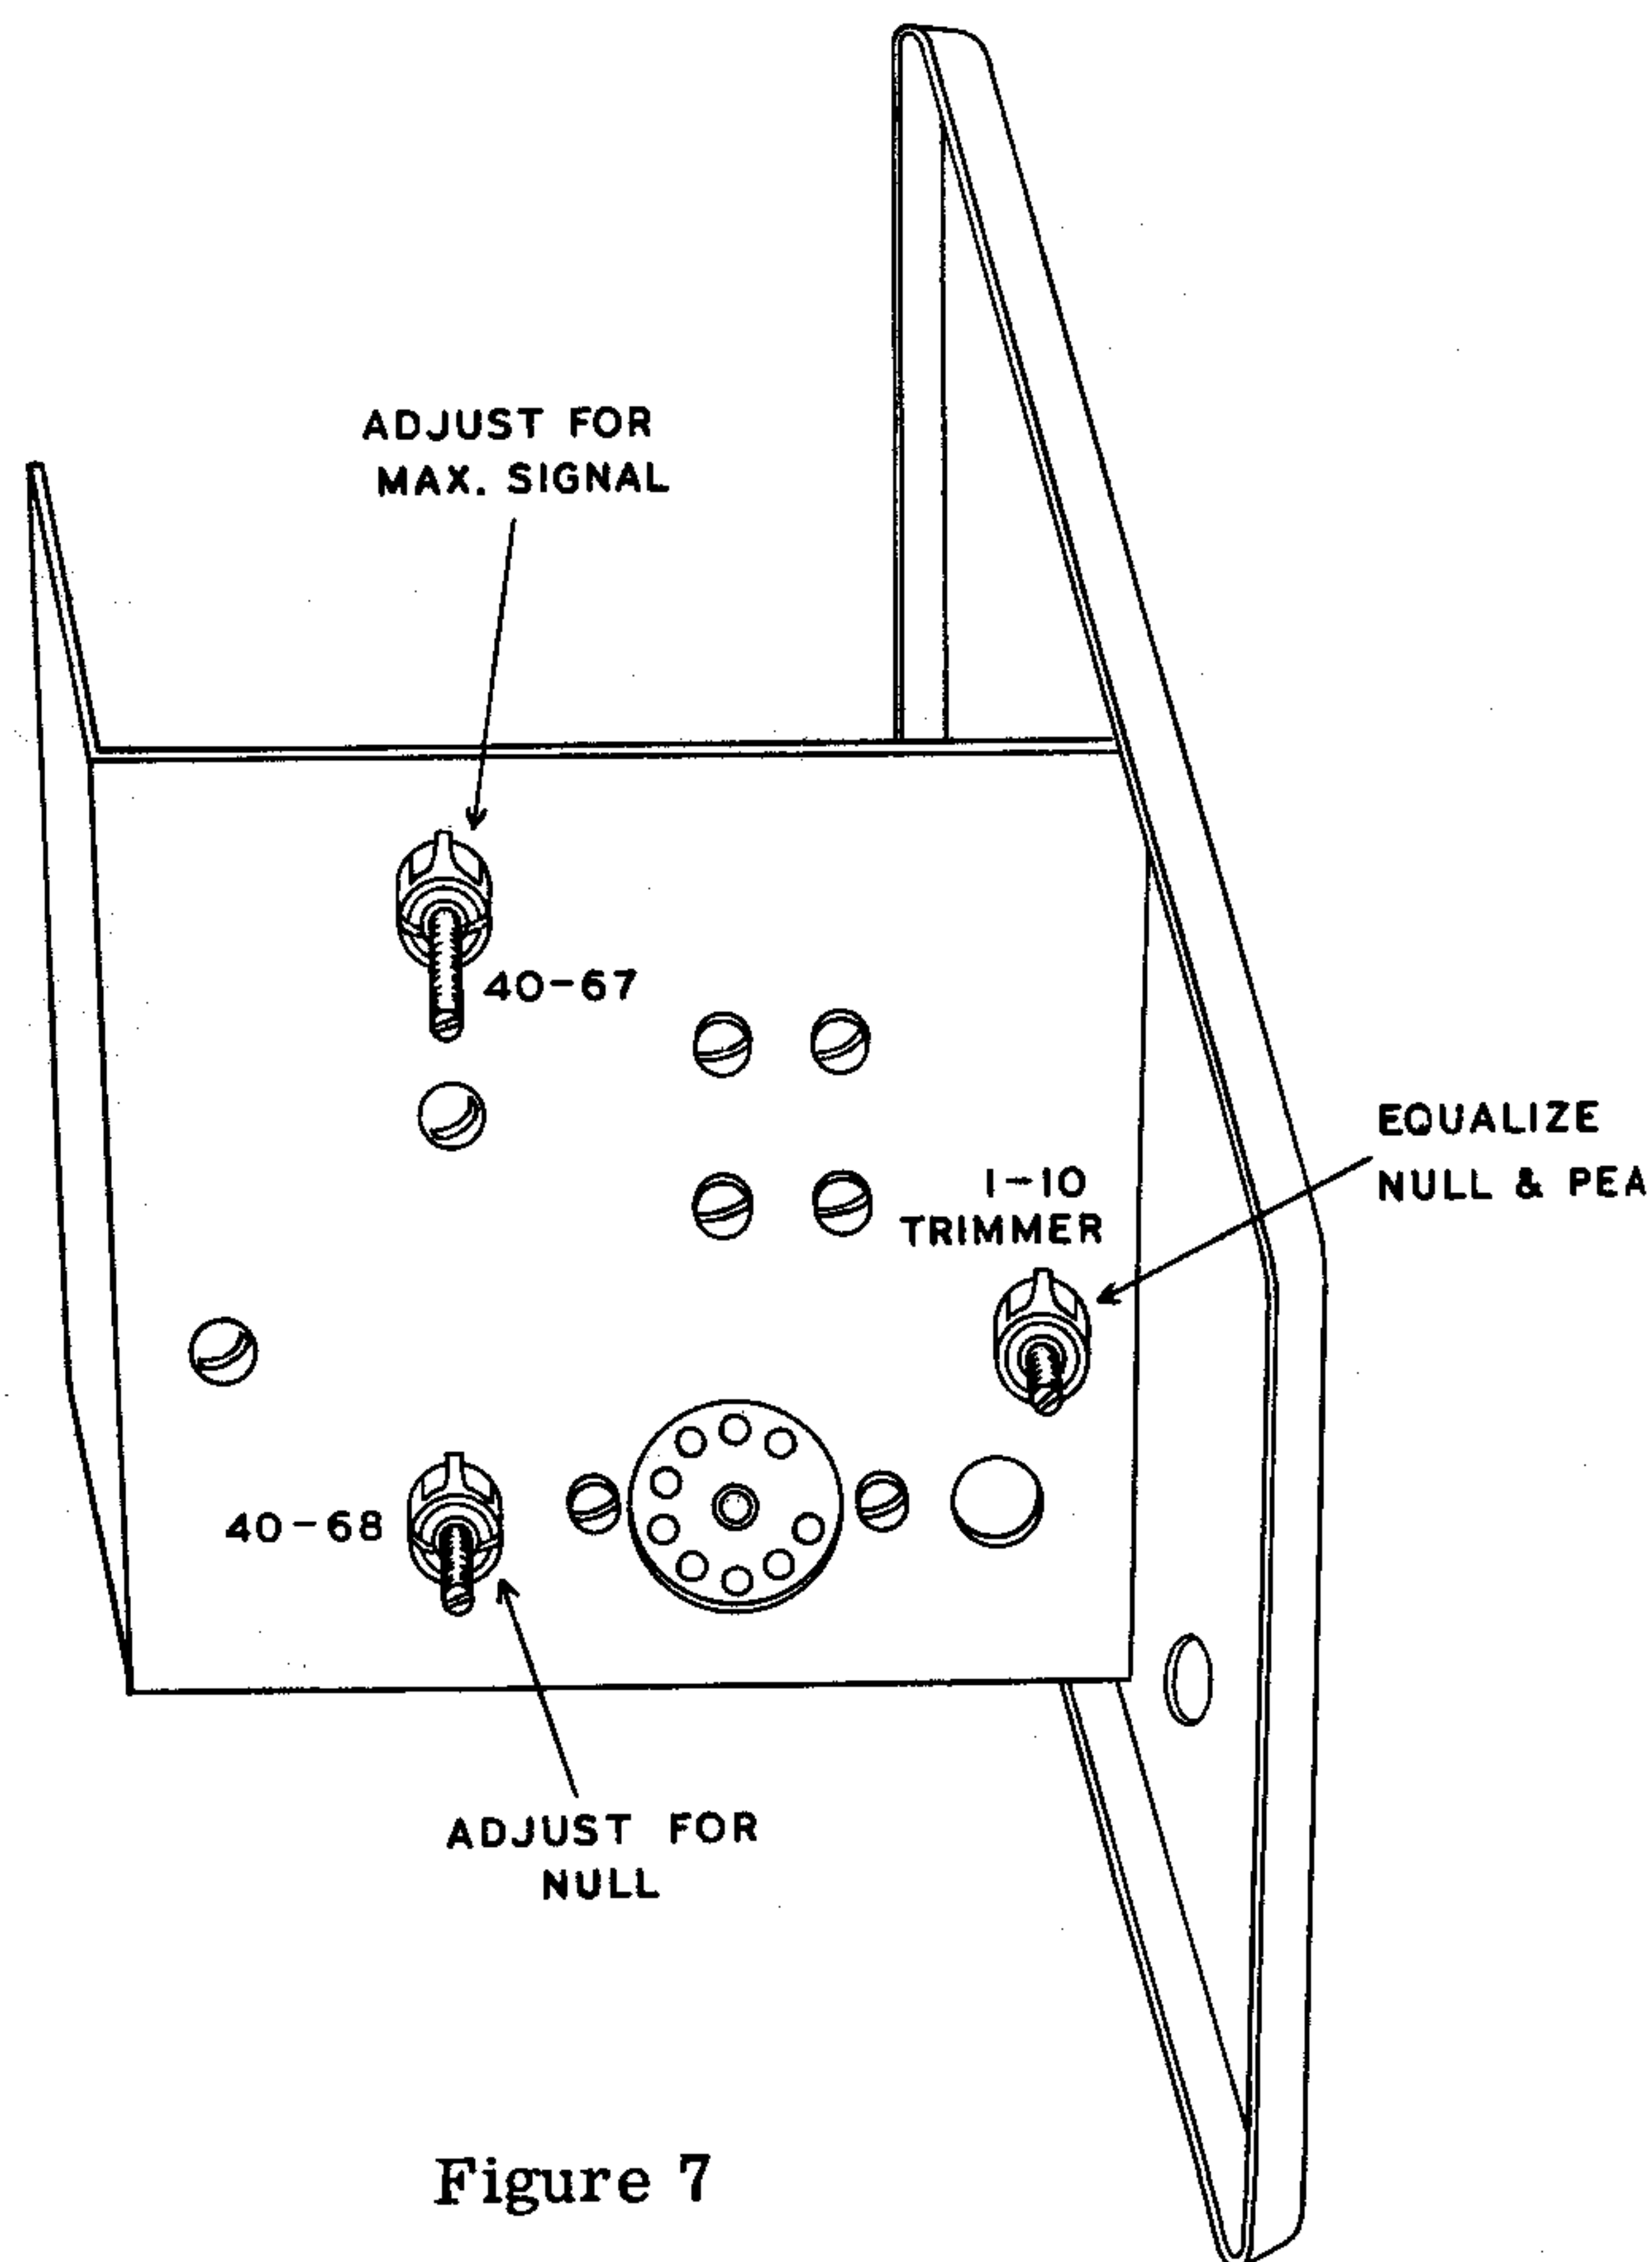 ADJUST FOR
MAX. SIGNAL
40-67
EQUALIZE
NULL & PEA
1-10
TRIMMER
40-68
ADJUST FOR
NULL
Figure 7